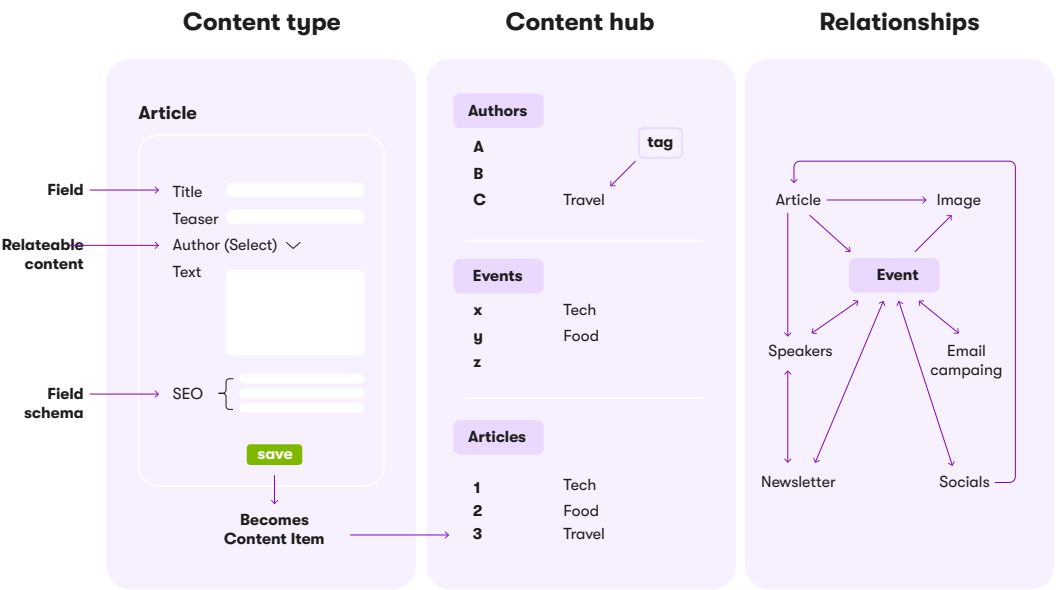 Content type
Content hub
Relationships
Article
Field
Title
Teaser
Relateable
content
Author (Select)
Text
Field
schema
SEO
save
Becomes
Content Item
Authors
A
B
C
Travel
tag
Events
x
Tech
y
Food
z
Articles
1
Tech
2
Food
3
Travel
Article
Image
Event
Speakers
Email
campaing
Newsletter
Socials